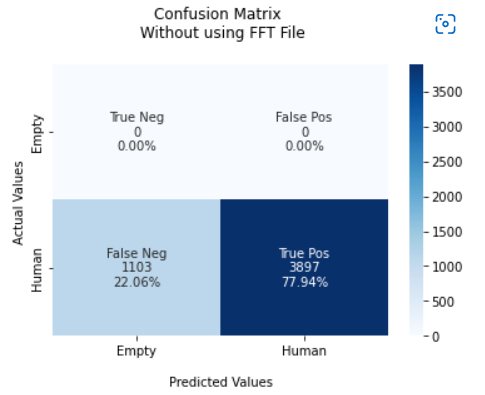 Confusion Matrix
Without using FFT File
True Neg
0
0.00%
False Pos
0
0.00%
False Neg
1103
22.06%
True Pos
3897
77.94%
Empty
Human
Actual Values
Empty
Human
Predicted Values
3500
3000
2500
2000
1500
1000
500
0